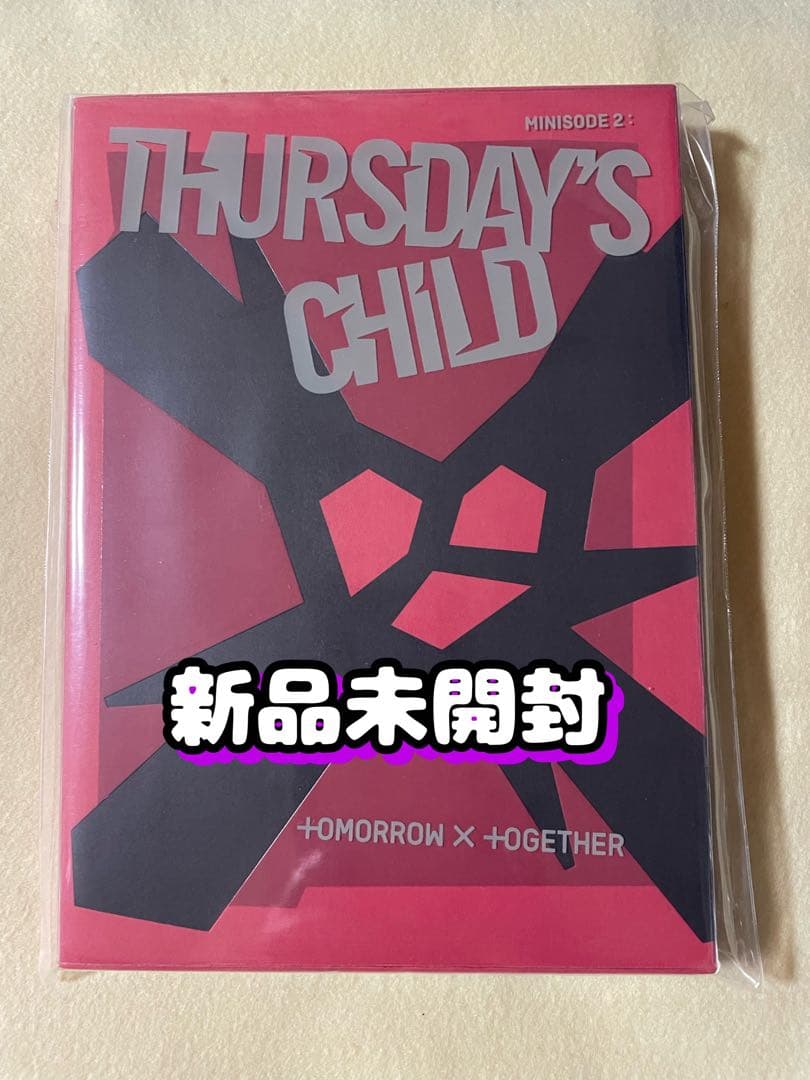 MINISODE 2:
THURSDAY'S
CHiLD
新品未開封
TOMORROW × TOGETHER